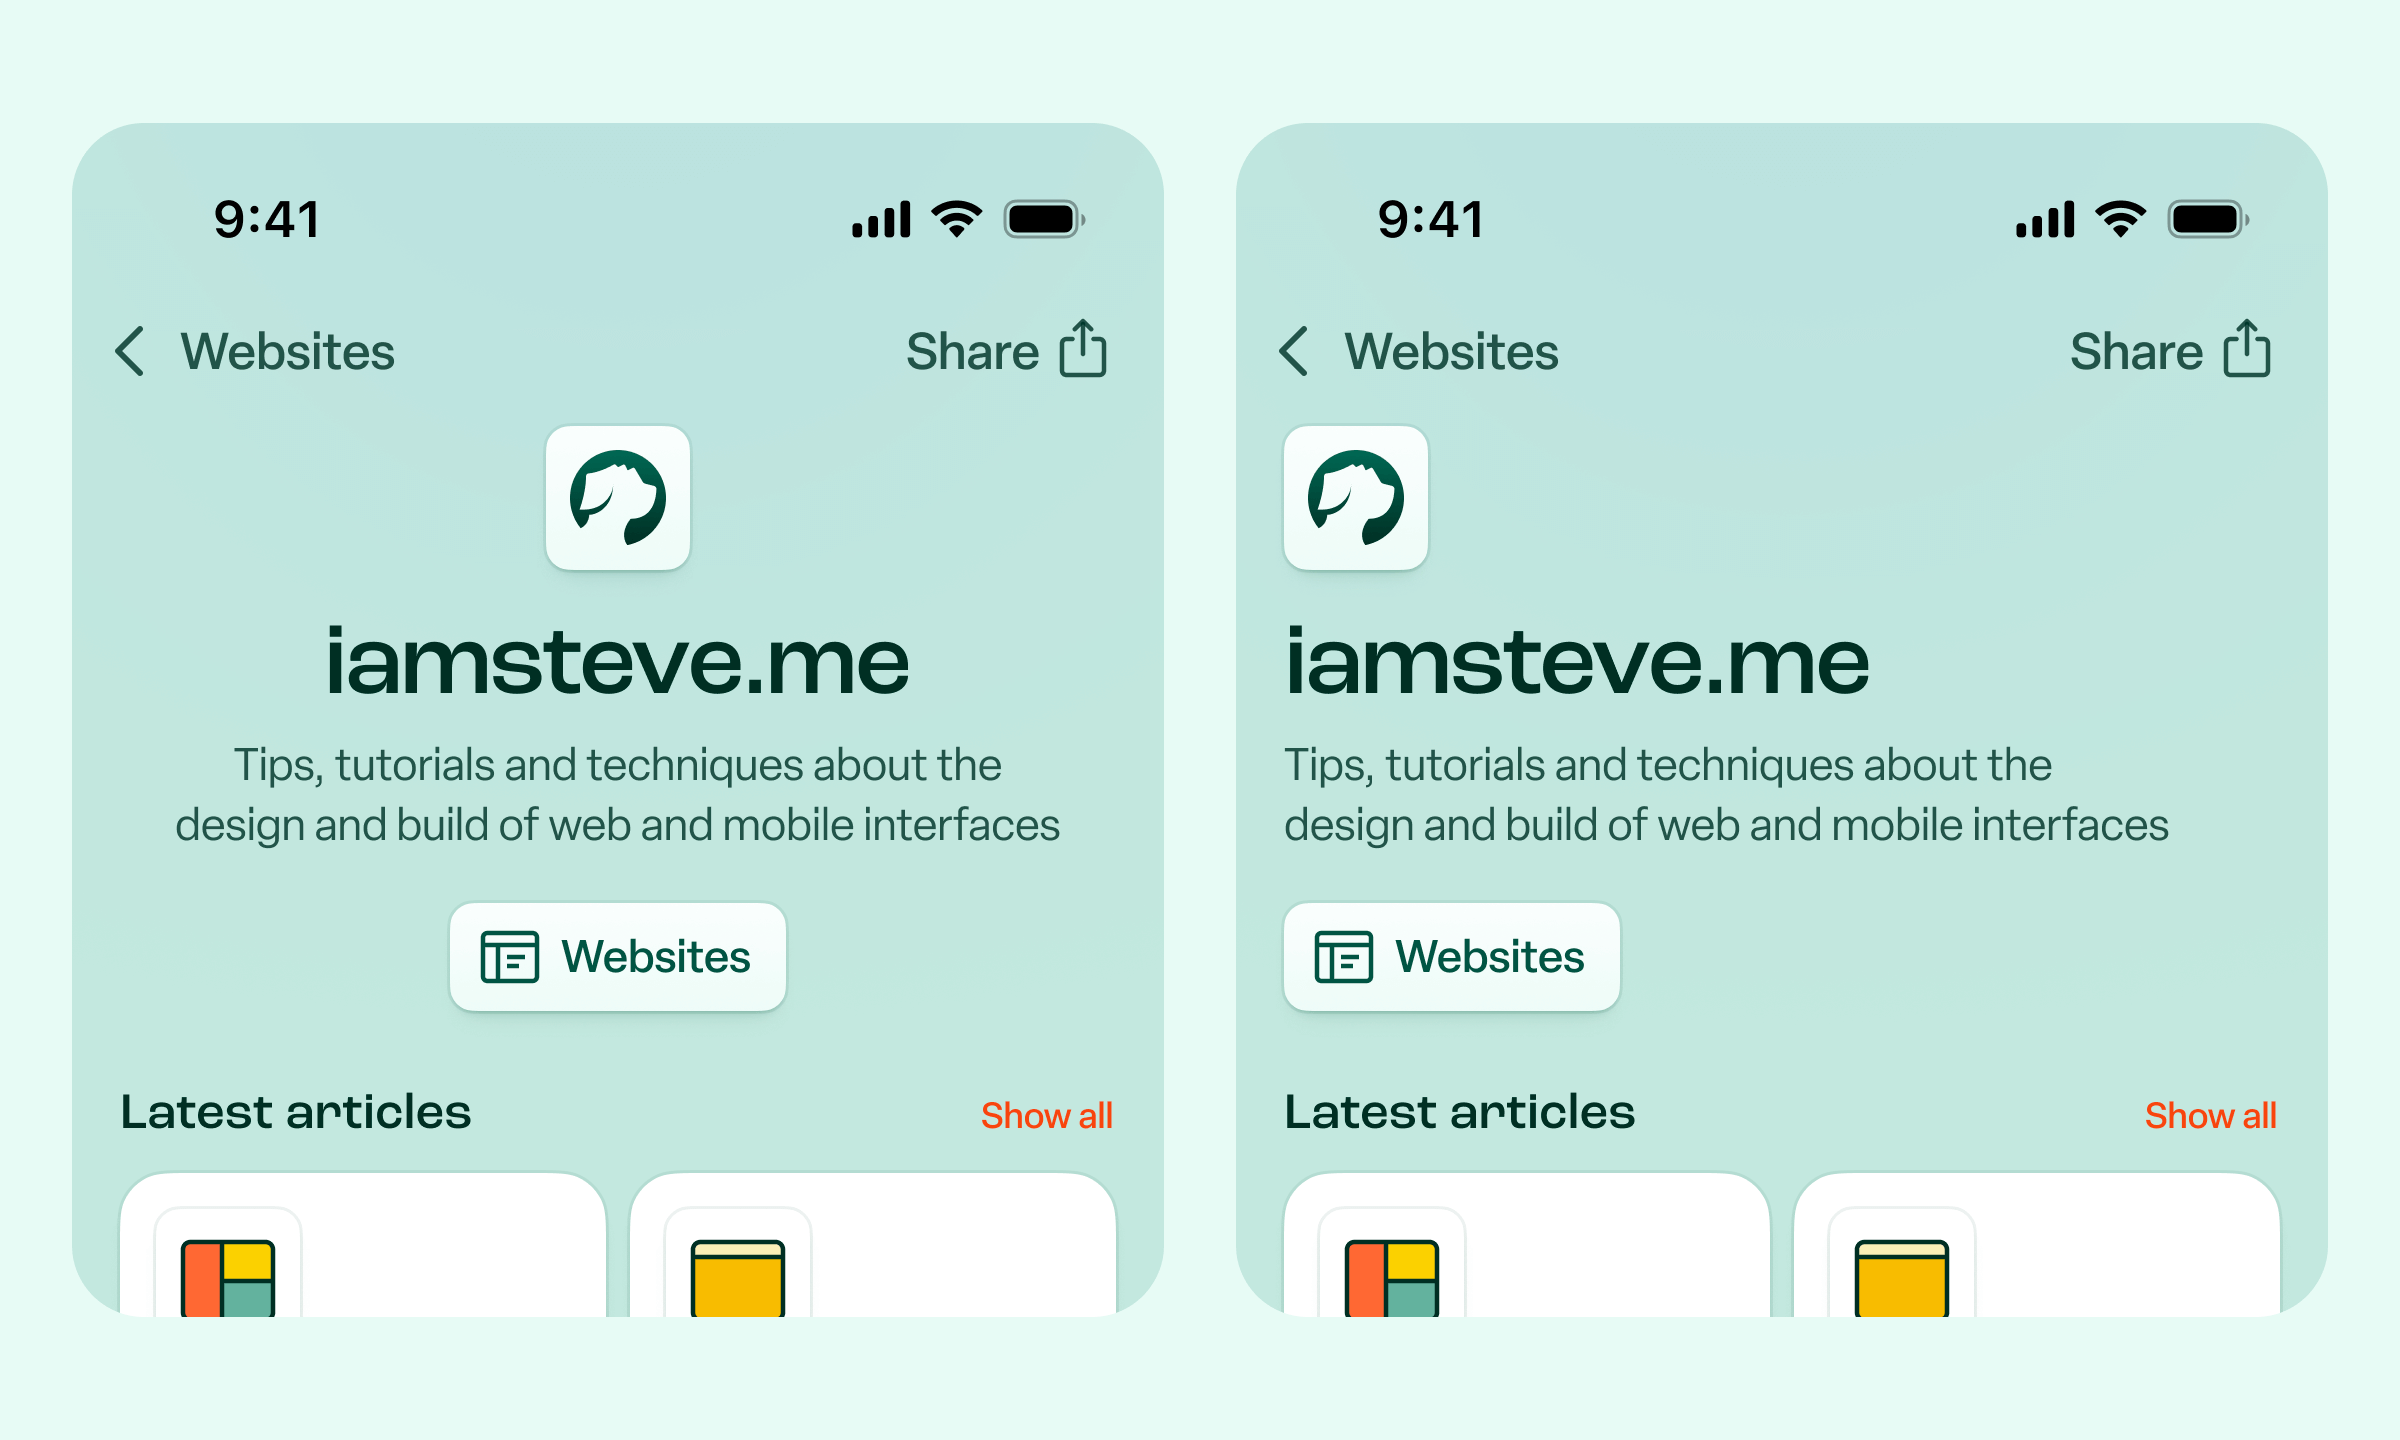 9:41
Websites Share
iamsteve.me
Tips, tutorials and techniques about the
design and build of web and mobile interfaces
Websites
Latest articles Show all
9:41
Websites Share
iamsteve.me
Tips, tutorials and techniques about the
design and build of web and mobile interfaces
Websites
Latest articles Show all